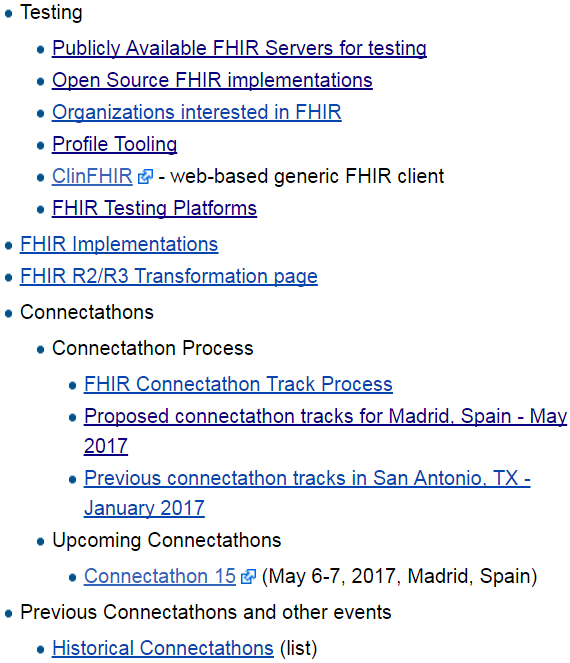 Testing
Publicly Available FHIR Servers for testing
Open Source FHIR implementations
Organizations interested in FHIR
Profile Tooling
ClinFHIR - web-based generic FHIR client
FHIR Testing Platforms
FHIR Implementations
FHIR R2/R3 Transformation page
Connectathons
Connectathon Process
FHIR Connectathon Track Process
Proposed connectathon tracks for Madrid, Spain - May
2017
Previous connectathon tracks in San Antonio, TX -
January 2017
Upcoming Connectathons
Connectathon 15 (May 6-7, 2017, Madrid, Spain)
Previous Connectathons and other events
Historical Connectathons (list)